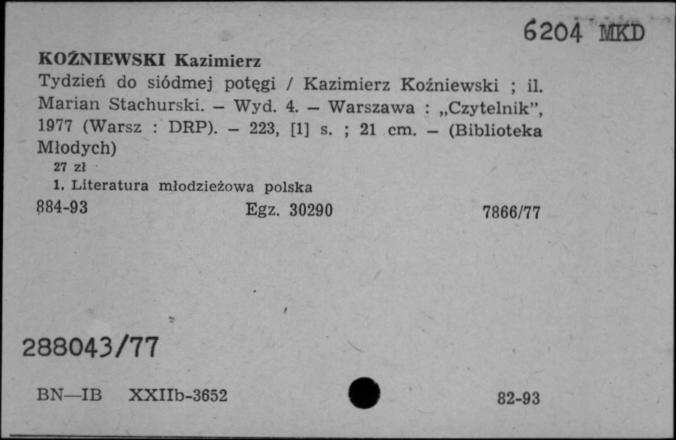 6204 MKD
KOŹNIEWSKI Kazimierz
Tydzień do siódmej potęgi / Kazimierz Koźniewski ; il.
Marian Stachurski. — Wyd. 4. — Warszawa : „Czytelnik”,
1977 (Warsz : DRP). — 223, [1] s. ; 21 cm. — (Biblioteka
Młodych)
27 zł
1. Literatura młodzieżowa polska
884-93 Egz. 30290 7866/77
288043/77
BN—IB XXIIb-3652 82-93